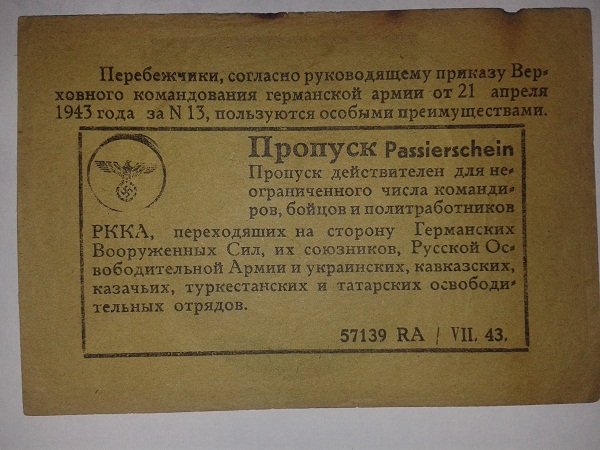 Перебежчики, согласно руководящему приказу Вер-
ховного командования германской армии от 21 апреля
1943 года за N 13, пользуются особыми преимуществами.
Пропуск Passierschein
Пропуск действителен для не-
ограниченного числа команди-
ров, бойцов и политработников
РККА, переходяших на сторону Германских
Вооруженных Сил, их союзников, Русской Ос-
вободительной Армии и украинских, кавказских,
казачьих, туркестанских и татарских освободи-
тельных отрядов.
57139 RA / VII. 43.